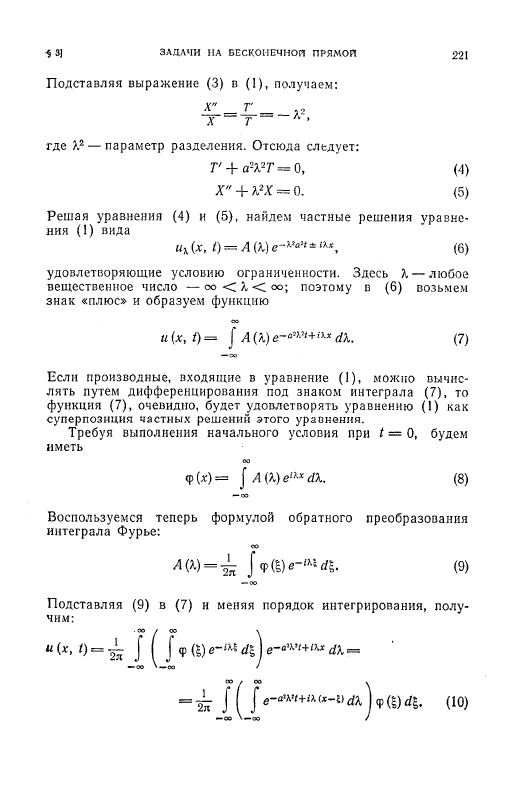 § 3] ЗАДАЧИ НА БЕСКОНЕЧНОЙ ПРЯМОЙ 221
Подставляя выражение (3) в (1), получаем:
X″/X = T′/T = — λ²,
где λ² — параметр разделения. Отсюда следует:
T′ + a²λ²T = 0, (4)
X″ + λ²X = 0. (5)
Решая уравнения (4) и (5), найдем частные решения уравне-
ния (1) вида
u_λ (x, t) = A (λ) e^{−λ²a²t ± iλx}, (6)
удовлетворяющие условию ограниченности. Здесь λ — любое
вещественное число — ∞ < λ < ∞; поэтому в (6) возьмем
знак «плюс» и образуем функцию
u (x, t) = ∫_{−∞}^{∞} A (λ) e^{−a²λ²t+iλx} dλ. (7)
Если производные, входящие в уравнение (1), можно вычис-
лять путем дифференцирования под знаком интеграла (7), то
функция (7), очевидно, будет удовлетворять уравнению (1) как
суперпозиция частных решений этого уравнения.
Требуя выполнения начального условия при t = 0, будем
иметь
φ (x) = ∫_{−∞}^{∞} A (λ) e^{iλx} dλ. (8)
Воспользуемся теперь формулой обратного преобразования
интеграла Фурье:
A (λ) = 1/2π ∫_{−∞}^{∞} φ (ξ) e^{−iλξ} dξ. (9)
Подставляя (9) в (7) и меняя порядок интегрирования, полу-
чим:
u (x, t) = 1/2π ∫_{−∞}^{∞} ( ∫_{−∞}^{∞} φ (ξ) e^{−iλξ} dξ ) e^{−a²λ²t+iλx} dλ =
= 1/2π ∫_{−∞}^{∞} ( ∫_{−∞}^{∞} e^{−a²λ²t+iλ (x−ξ)} dλ ) φ (ξ) dξ. (10)